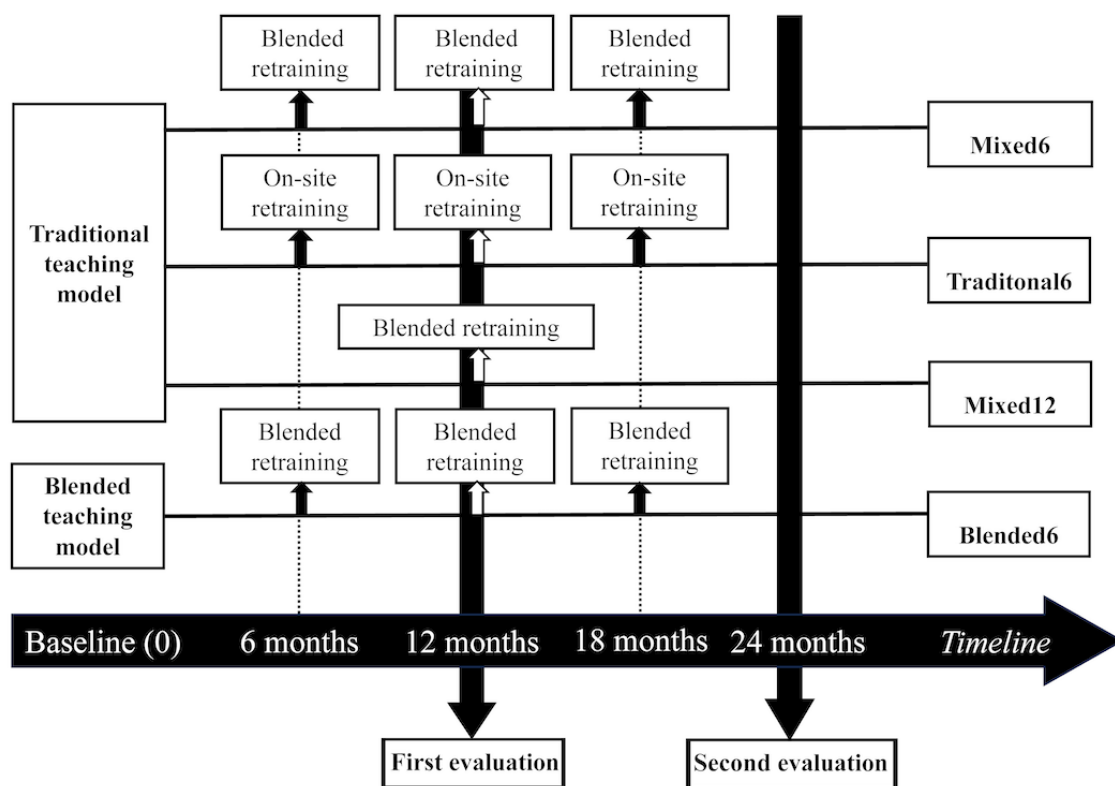 Blended
retraining
Blended
retraining
Blended
retraining
Mixed6
On-site
retraining
On-site
retraining
On-site
retraining
Traditional
teaching
model
Traditonal6
Blended retraining
Mixed12
Blended
retraining
Blended
retraining
Blended
retraining
Blended
teaching
model
Blended6
Baseline (0) 6 months 12 months 18 months 24 months Timeline
First evaluation
Second evaluation